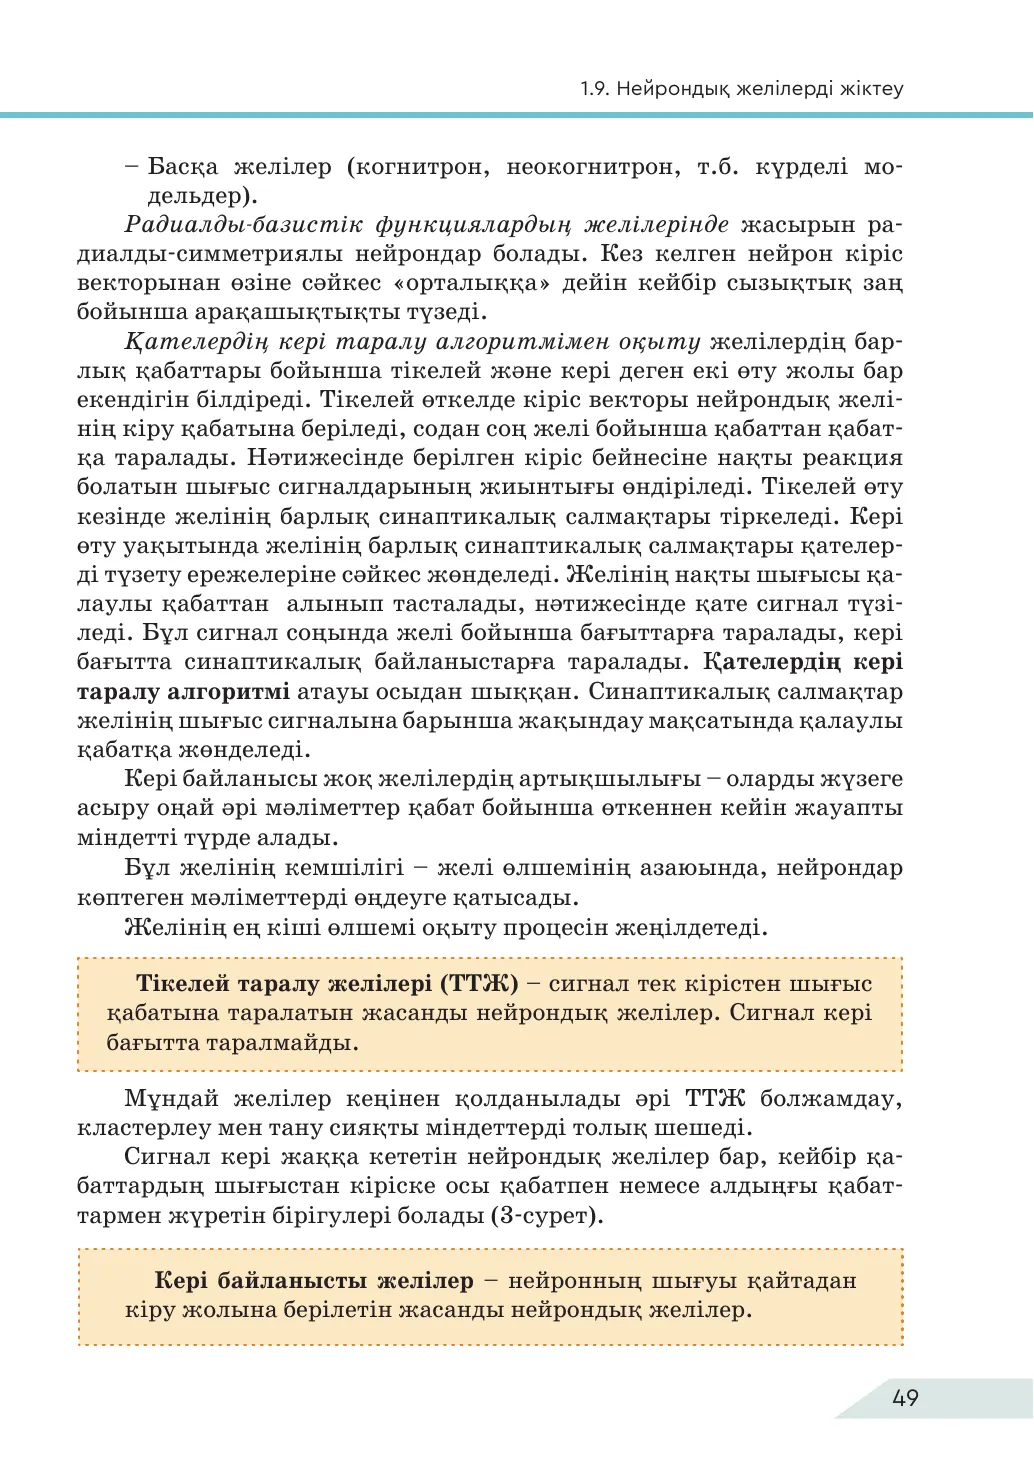 1.9. Нейрондық желілерді жіктеу
– Басқа желілер (когнитрон, неокогнитрон, т.б. күрделі мо-
дельдер).
Радиалды-базистік функциялардың желілерінде жасырын ра-
диалды-симметриялы нейрондар болады. Кез келген нейрон кіріс
векторынан өзіне сәйкес «орталыққа» дейін кейбір сызықтық заң
бойынша арақашықтықты түзеді.
Қателердің кері таралу алгоритмімен оқыту желілердің бар-
лық қабаттары бойынша тікелей және кері деген екі өту жолы бар
екендігін білдіреді. Тікелей өткелде кіріс векторы нейрондық желі-
нің кіру қабатына беріледі, содан соң желі бойынша қабаттан қабат-
қа таралады. Нәтижесінде берілген кіріс бейнесіне нақты реакция
болатын шығыс сигналдарының жиынтығы өндіріледі. Тікелей өту
кезінде желінің барлық синаптикалық салмақтары тіркеледі. Кері
өту уақытында желінің барлық синаптикалық салмақтары қателер-
ді түзету ережелеріне сәйкес жөнделеді. Желінің нақты шығысы қа-
лаулы қабаттан алынып тасталады, нәтижесінде қате сигнал түзі-
леді. Бұл сигнал соңында желі бойынша бағыттарға таралады, кері
бағытта синаптикалық байланыстарға таралады. Қателердің кері
таралу алгоритмі атауы осыдан шыққан. Синаптикалық салмақтар
желінің шығыс сигналына барынша жақындау мақсатында қалаулы
қабатқа жөнделеді.
Кері байланысы жоқ желілердің артықшылығы – оларды жүзеге
асыру оңай әрі мәліметтер қабат бойынша өткеннен кейін жауапты
міндетті түрде алады.
Бұл желінің кемшілігі – желі өлшемінің азаюында, нейрондар
көптеген мәліметтерді өңдеуге қатысады.
Желінің ең кіші өлшемі оқыту процесін жеңілдетеді.
Тікелей таралу желілері (ТТЖ) – сигнал тек кірістен шығыс
қабатына таралатын жасанды нейрондық желілер. Сигнал кері
бағытта таралмайды.
Мұндай желілер кеңінен қолданылады әрі ТТЖ болжамдау,
кластерлеу мен тану сияқты міндеттерді толық шешеді.
Сигнал кері жаққа кететін нейрондық желілер бар, кейбір қа-
баттардың шығыстан кіріске осы қабатпен немесе алдыңғы қабат-
тармен жүретін бірігулері болады (3-сурет).
Кері байланысты желілер – нейронның шығуы қайтадан
кіру жолына берілетін жасанды нейрондық желілер.
49